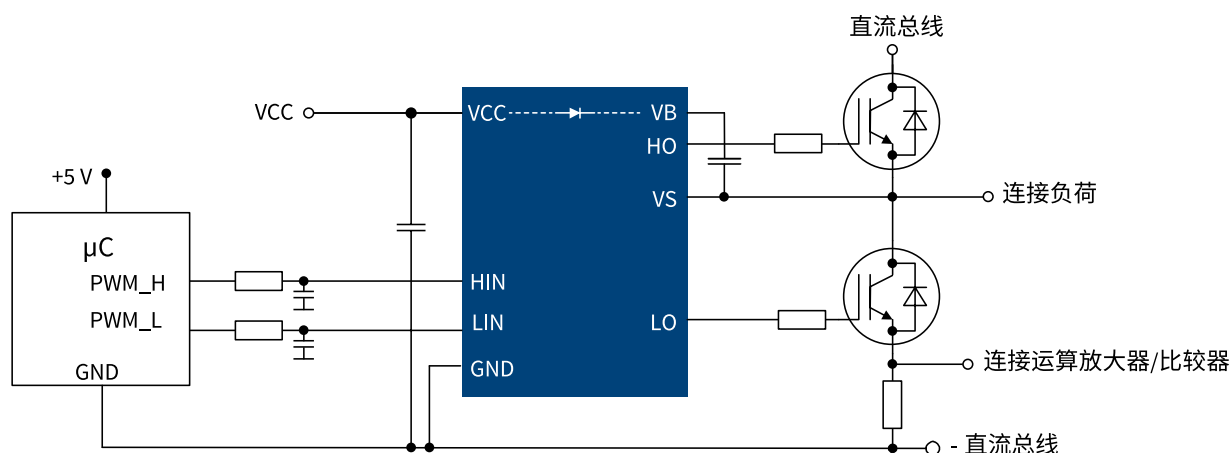 直流总线
VCC
VCC
VB
HO
VS
连接负荷
+5 V
µC
PWM_H
PWM_L
GND
HIN
LIN
GND
LO
连接运算放大器/比较器
- 直流总线